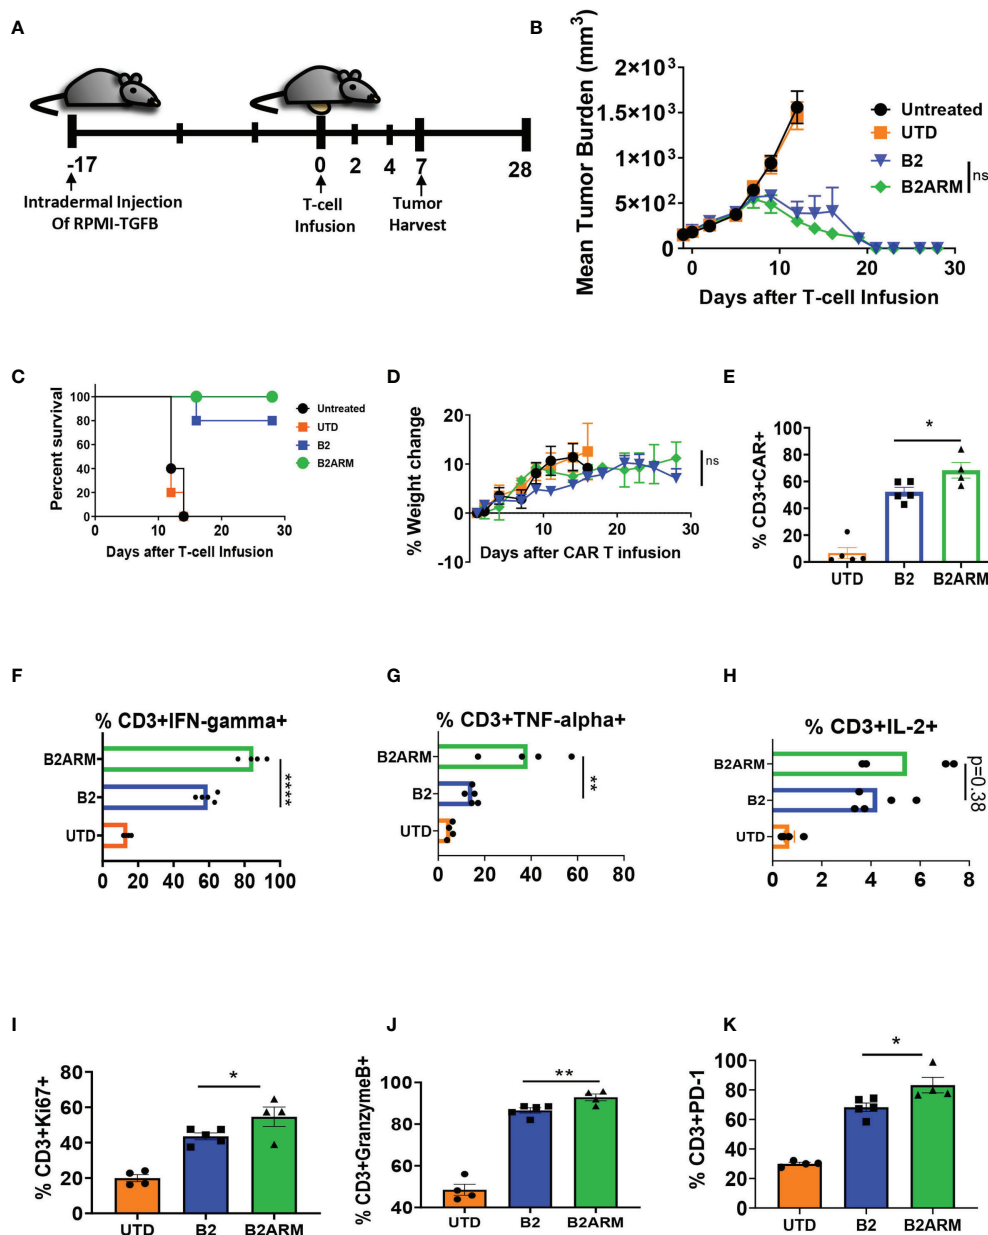 A
-17
0
2
4
7
28
Intradermal Injection
Of RPMI-TGFB
T-cell
Infusion
Tumor
Harvest
B
Mean Tumor Burden (mm³)
2×10³
1.5×10³
1×10³
5×10²
0
0
10
20
30
Days after T-cell Infusion
Untreated
UTD
B2
B2ARM
ns
C
Percent survival
100
80
60
40
20
0
0
10
20
30
Days after T-cell Infusion
Untreated
UTD
B2
B2ARM
D
% Weight change
20
10
0
-10
10
20
30
Days after CAR T infusion
ns
E
% CD3+CAR+
100
80
60
40
20
0
*
UTD
B2
B2ARM
F
% CD3+IFN-gamma+
B2ARM
B2
UTD
****
0
20
40
60
80
100
G
% CD3+TNF-alpha+
B2ARM
B2
UTD
**
0
20
40
60
80
H
% CD3+IL-2+
B2ARM
B2
UTD
p=0.38
0
2
4
6
8
I
% CD3+Ki67+
80
60
40
20
0
*
UTD
B2
B2ARM
J
% CD3+GranzymeB+
100
80
60
40
**
UTD
B2
B2ARM
K
% CD3+PD-1
100
80
60
40
20
0
*
UTD
B2
B2ARM